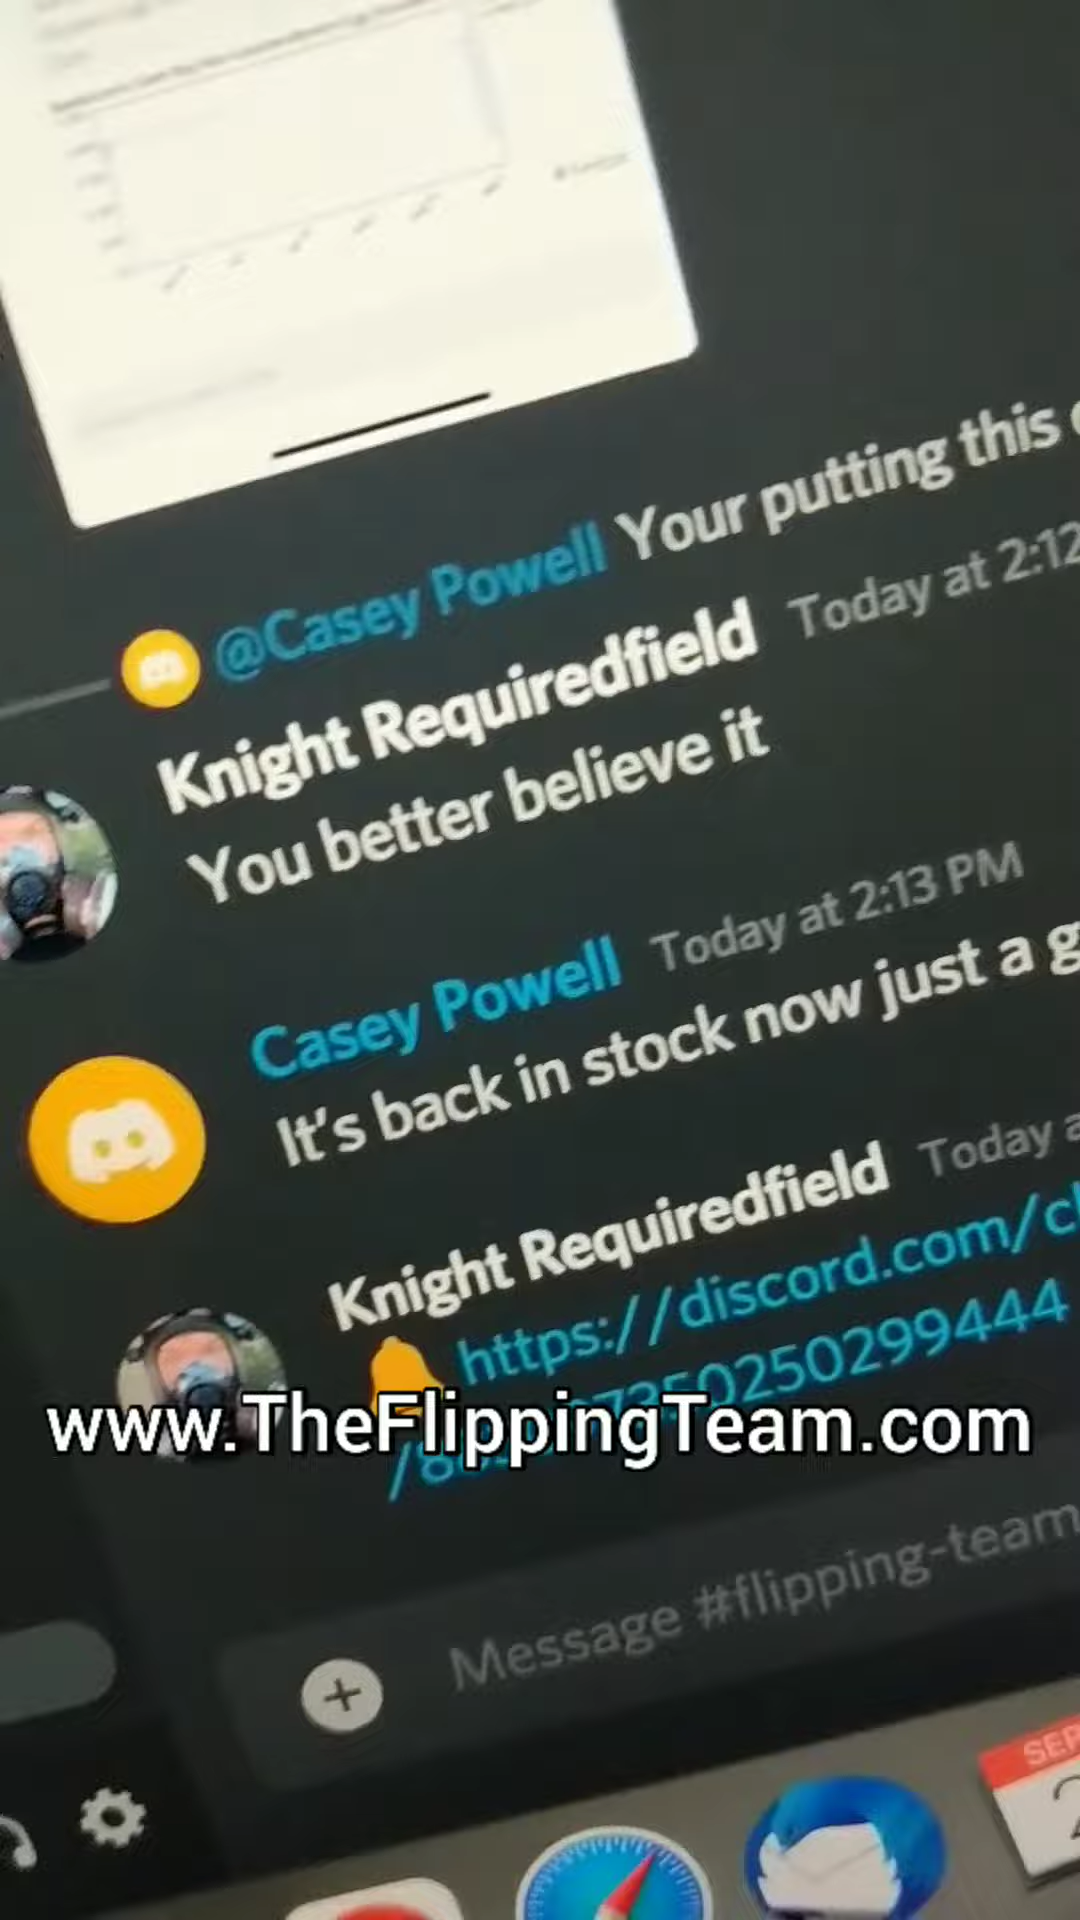 @Casey Powell Your putting this
Knight Requiredfield Today at 2:12
You better believe it
Casey Powell Today at 2:13 PM
It's back in stock now just a
Knight Requiredfield Today
https://discord.com/
www.TheFlippingTeam.com
Message #flipping-team
SEP